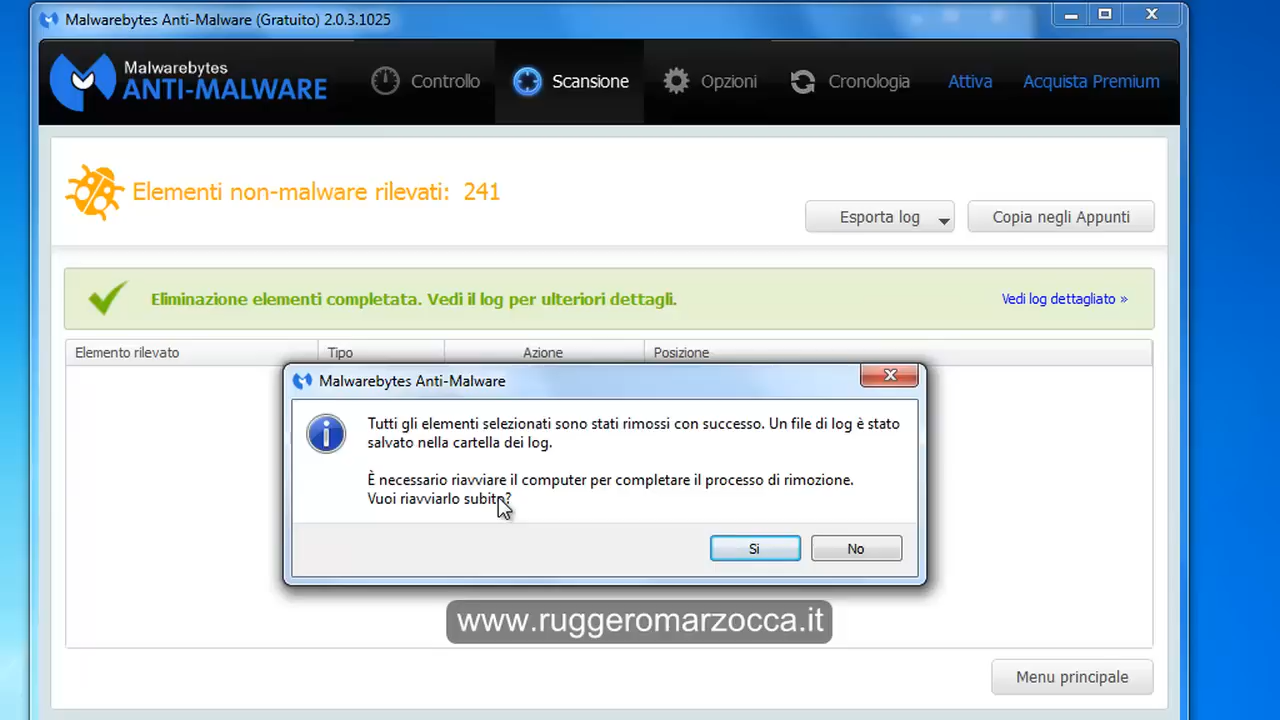 Malwarebytes Anti-Malware (Gratuito) 2.0.3.1025
Malwarebytes
ANTI-MALWARE
Controllo
Scansione
Opzioni
Cronologia
Attiva
Acquista Premium
Elementi non-malware rilevati: 241
Esporta log
Copia negli Appunti
Eliminazione elementi completata. Vedi il log per ulteriori dettagli.
Vedi log dettagliato »
Elemento rilevato
Tipo
Azione
Posizione
Malwarebytes Anti-Malware
Tutti gli elementi selezionati sono stati rimossi con successo. Un file di log è stato
salvato nella cartella dei log.
È necessario riavviare il computer per completare il processo di rimozione.
Vuoi riavviarlo subito?
Si
No
www.ruggeromarzocca.it
Menu principale